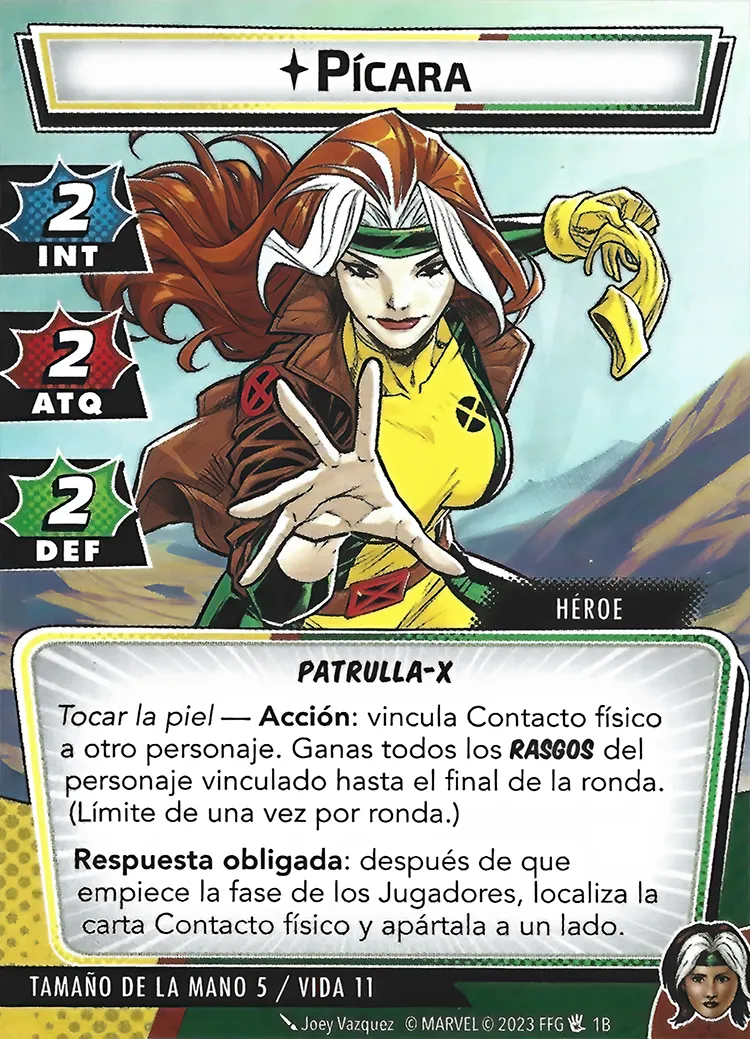 PÍCARA
2
INT
2
ATQ
2
DEF
HÉROE
PATRULLA-X
Tocar la piel — Acción: vincula Contacto físico
a otro personaje. Ganas todos los RASGOS del
personaje vinculado hasta el final de la ronda.
(Límite de una vez por ronda.)
Respuesta obligada: después de que
empiece la fase de los Jugadores, localiza la
carta Contacto físico y apártala a un lado.
TAMAÑO DE LA MANO 5 / VIDA 11
Joey Vazquez © MARVEL © 2023 FFG 1B